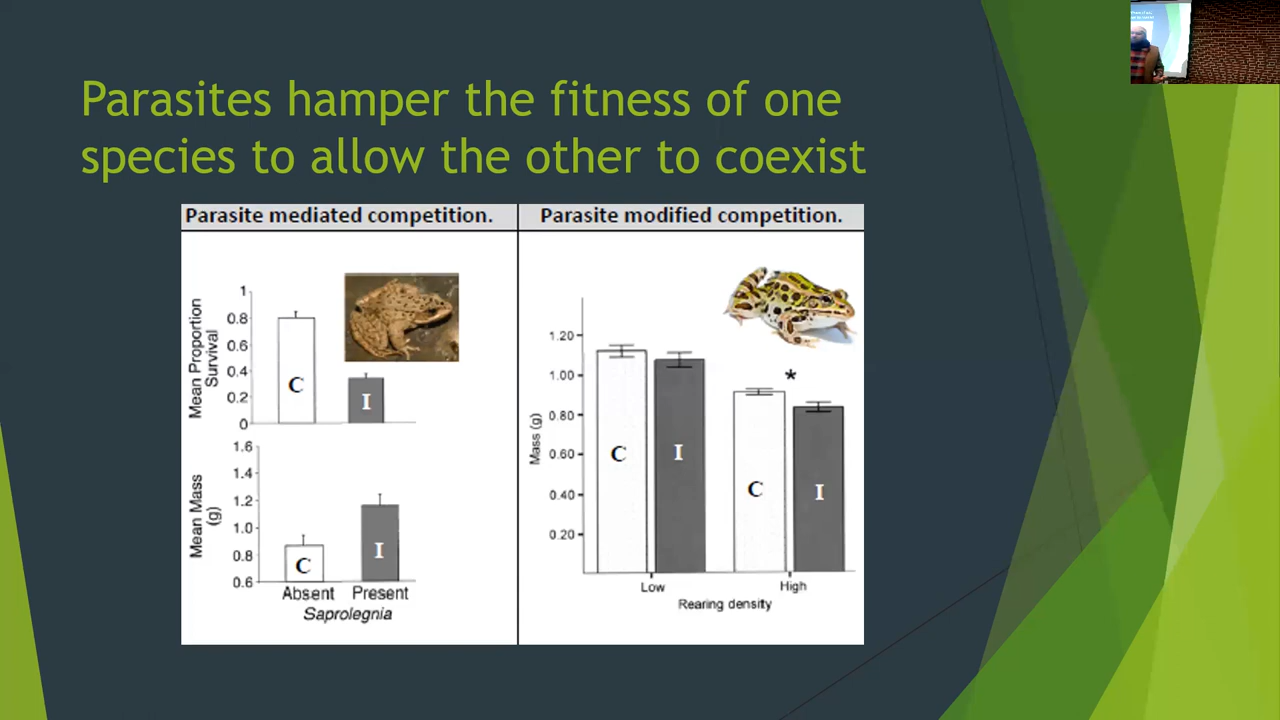 Parasites hamper the fitness of one
species to allow the other to coexist
Parasite mediated competition.
Parasite modified competition.
Mean Proportion
Survival
1
0.8
0.6
0.4
0.2
0
C
I
Mean Mass
(g)
1.6
1.4
1.2
1.0
0.8
0.6
C
I
Absent
Present
Saprolegnia
Mass (g)
1.20
1.00
0.80
0.60
0.40
0.20
*
C
I
C
I
Low
High
Rearing density